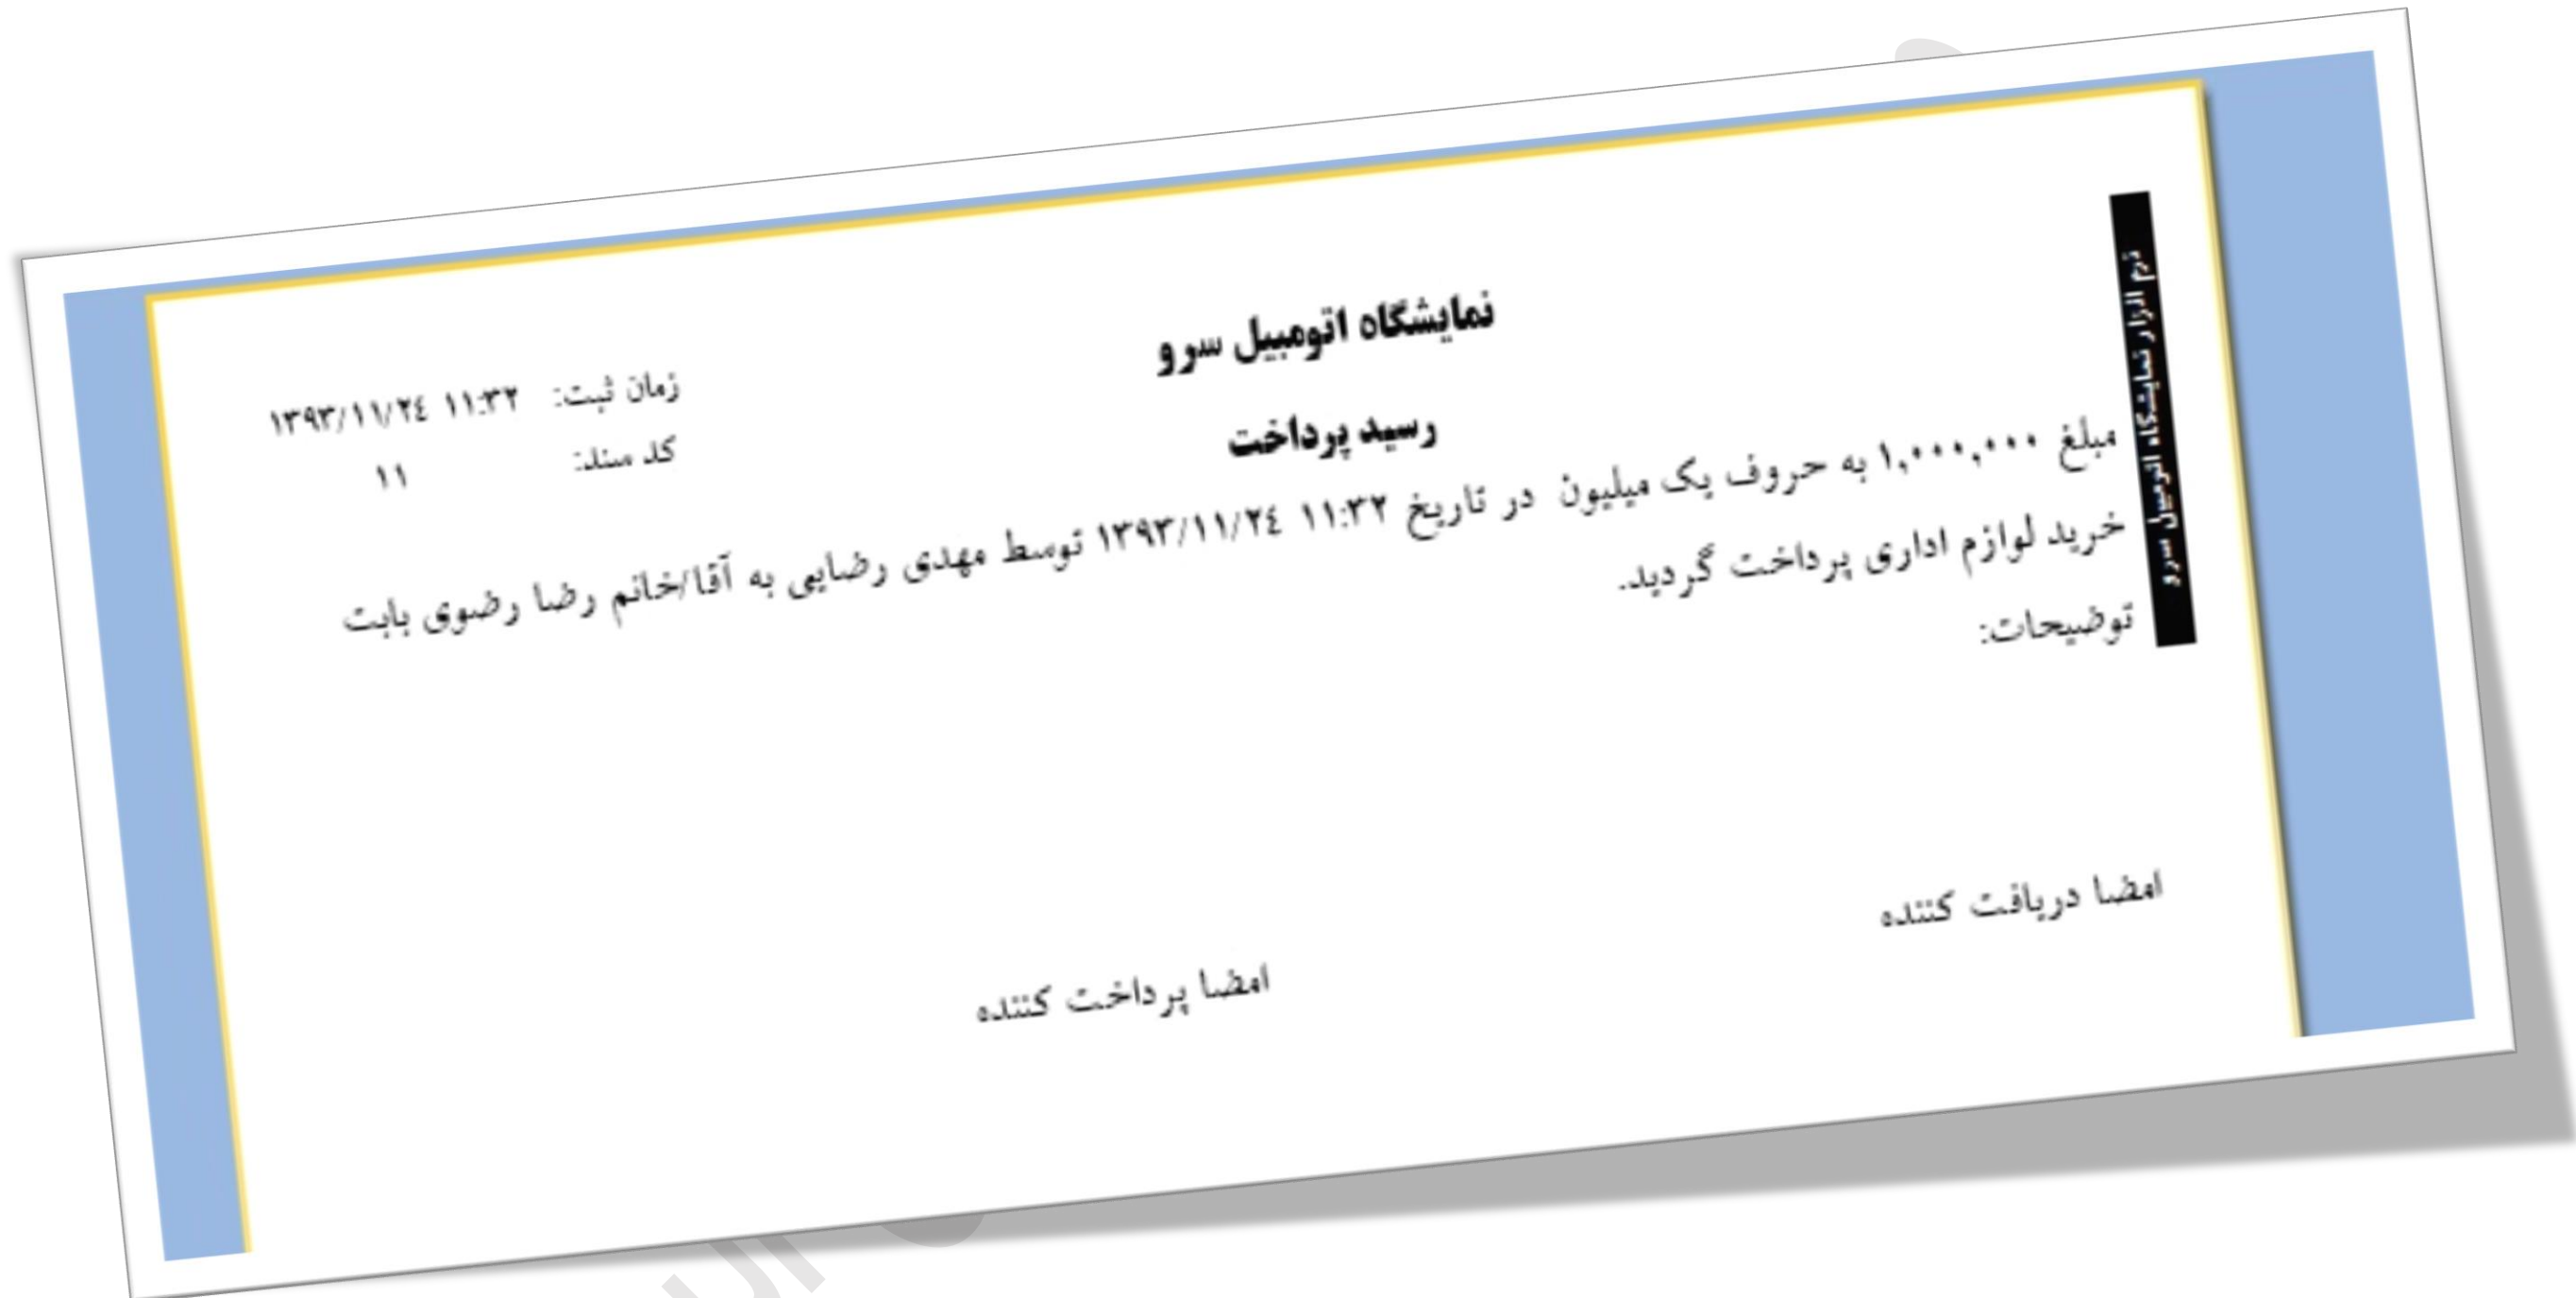 نمایشگاه اتومبیل سرو
رسید پرداخت
زمان ثبت: ۱۱:۳۲ ۱۳۹۳/۱۱/۲٤
کد سند: ۱۱
مبلغ ۱,۰۰۰,۰۰۰ به حروف یک میلیون در تاریخ ۱۱:۳۲ ۱۳۹۳/۱۱/۲٤ توسط مهدی رضایی به آقا/خانم رضا رضوی بابت
خرید لوازم اداری پرداخت گردید.
توضیحات:
امضا دریافت کننده
امضا پرداخت کننده
نرم افزار نمایشگاه اتومبیل سرو